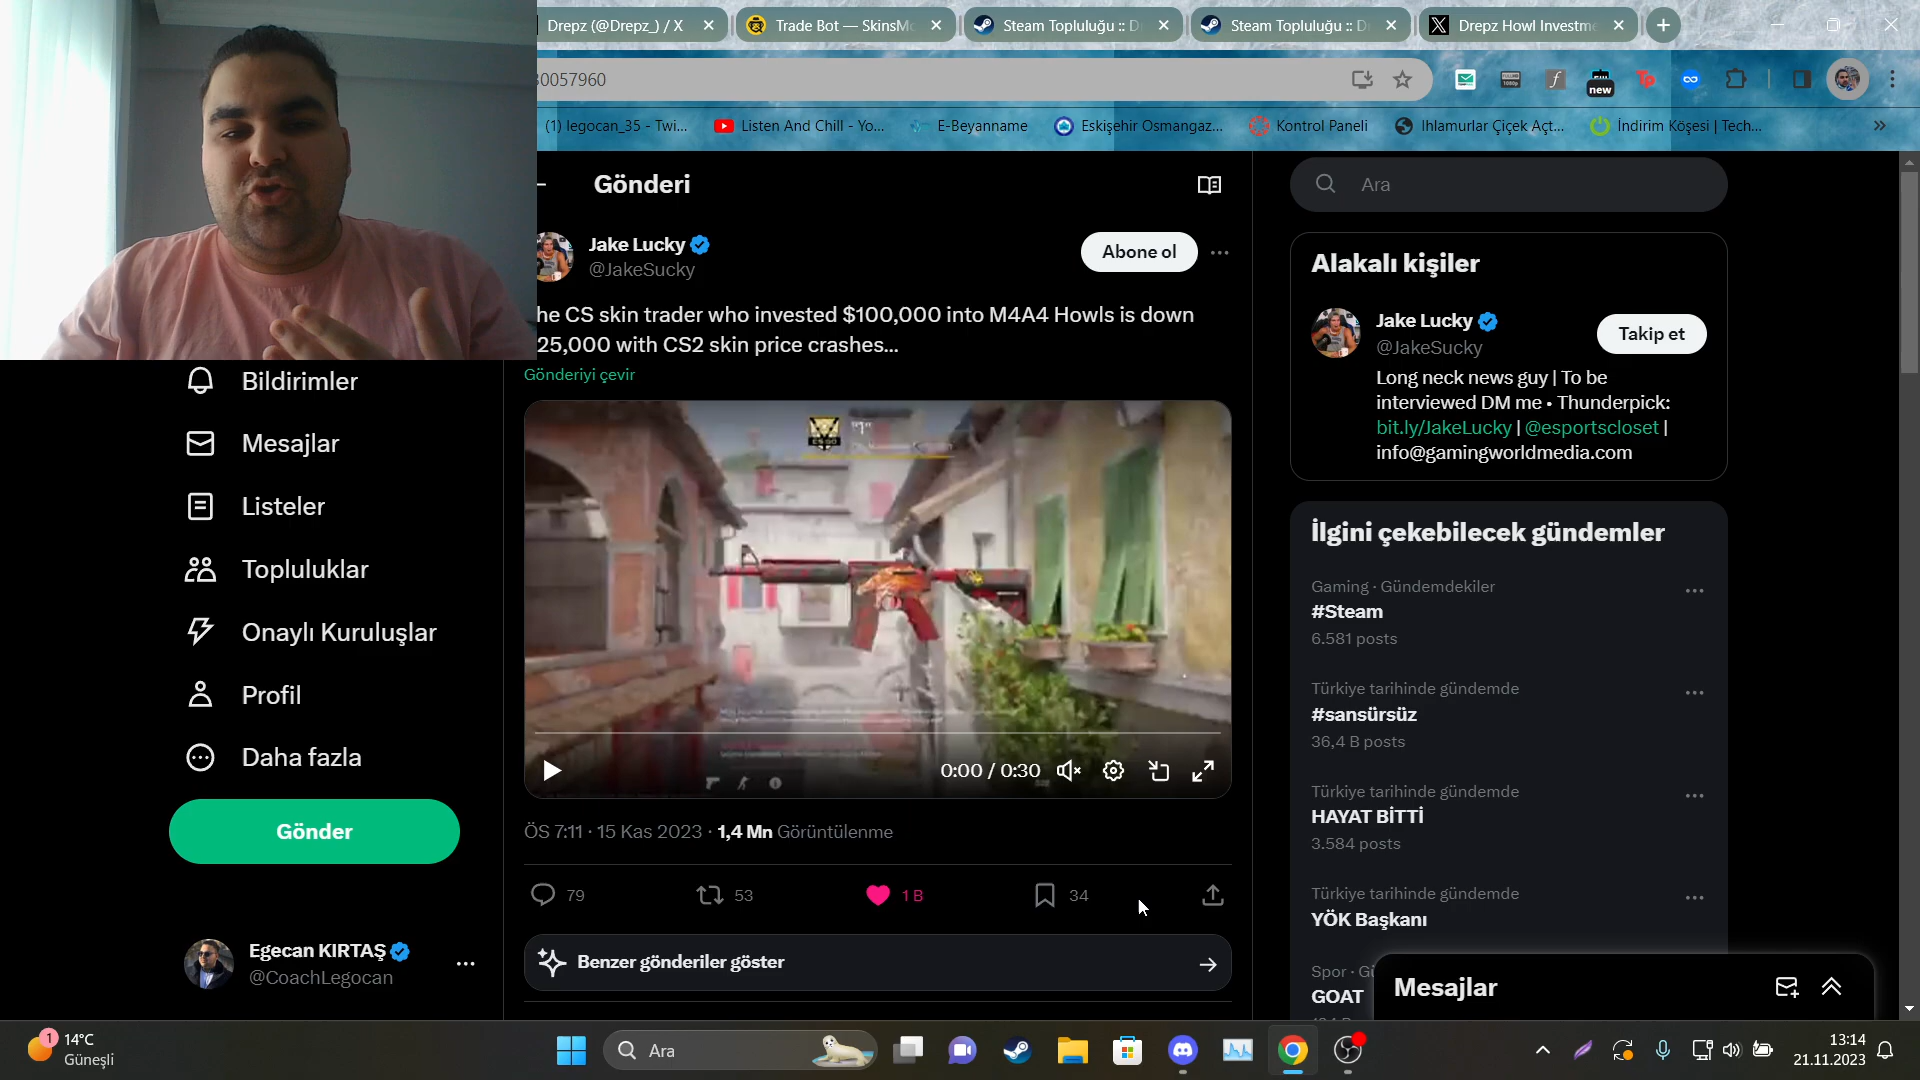 Drepz (@Drepz_) / X
Trade Bot — SkinsMo
Steam Topluluğu :: D
Steam Topluluğu :: D
Drepz Howl Investme
30057960
new
(1) legocan_35 - Twi...
Listen And Chill - Yo...
E-Beyanname
Eskişehir Osmangaz...
Kontrol Paneli
Ihlamurlar Çiçek Açt...
İndirim Köşesi | Tech...
Gönderi
Ara
Jake Lucky
@JakeSucky
Abone ol
he CS skin trader who invested $100,000 into M4A4 Howls is down
25,000 with CS2 skin price crashes...
Gönderiyi çevir
0:00 / 0:30
ÖS 7:11 · 15 Kas 2023 · 1,4 Mn Görüntülenme
79
53
1 B
34
Benzer gönderiler göster
Bildirimler
Mesajlar
Listeler
Topluluklar
Onaylı Kuruluşlar
Profil
Daha fazla
Gönder
Egecan KIRTAŞ
@CoachLegocan
Alakalı kişiler
Jake Lucky
@JakeSucky
Takip et
Long neck news guy | To be
interviewed DM me • Thunderpick:
bit.ly/JakeLucky | @esportscloset |
info@gamingworldmedia.com
İlgini çekebilecek gündemler
Gaming · Gündemdekiler
#Steam
6.581 posts
Türkiye tarihinde gündemde
#sansürsüz
36,4 B posts
Türkiye tarihinde gündemde
HAYAT BİTTİ
3.584 posts
Türkiye tarihinde gündemde
YÖK Başkanı
Spor · Gü
GOAT
Mesajlar
1
14°C
Güneşli
Ara
13:14
21.11.2023